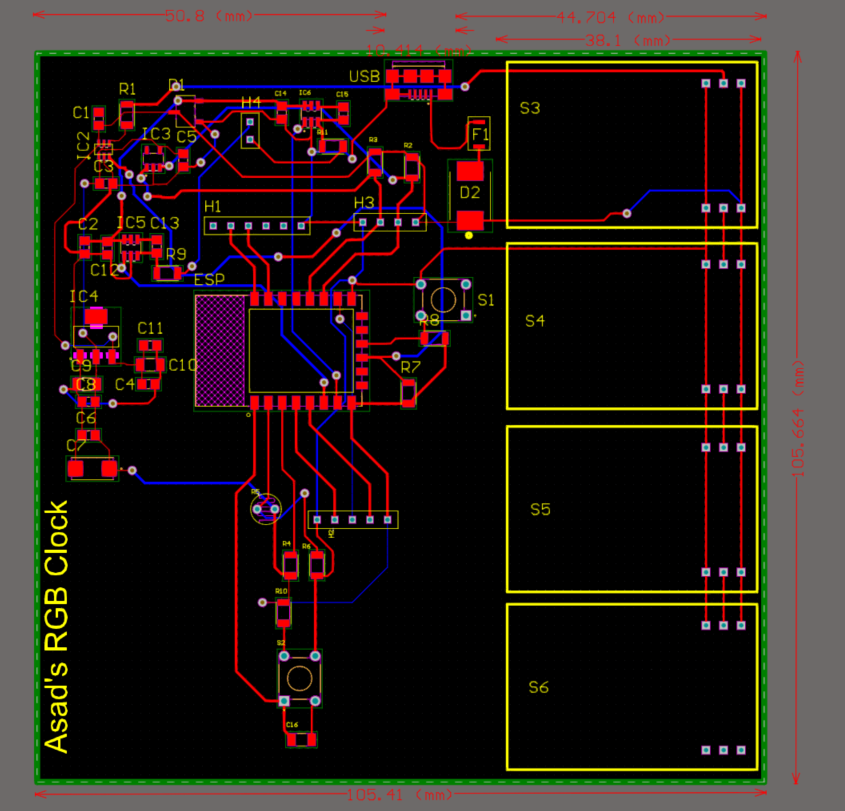 50.8 (mm)
44.704 (mm)
10.414 (mm)
38.1 (mm)
USB
R1
D1
C14
IC6
C15
S3
C1
H4
F1
IC2
IC3
C5
R11
R3
R2
C3
D2
H1
H3
C2
IC5
C13
C12
R9
ESP
IC4
S1
S4
R8
C11
C9
C10
C8
C4
R7
C6
C7
105.664 (mm)
R5
S5
H2
R4
R6
R10
S2
S6
C16
Asad's RGB Clock
105.41 (mm)